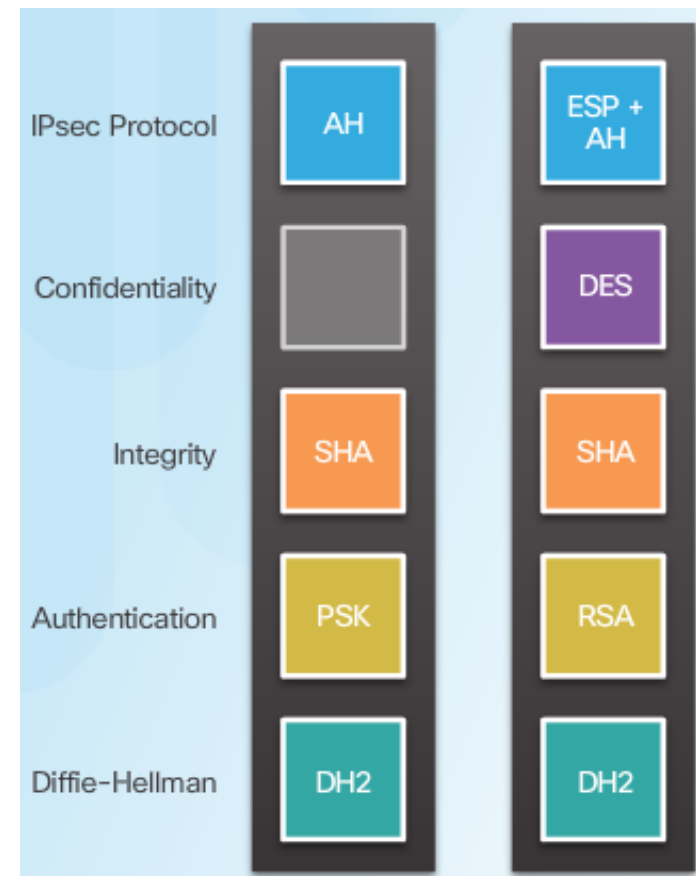 IPsec Protocol AH ESP +
AH
Confidentiality DES
Integrity SHA SHA
Authentication PSK RSA
Diffie-Hellman DH2 DH2